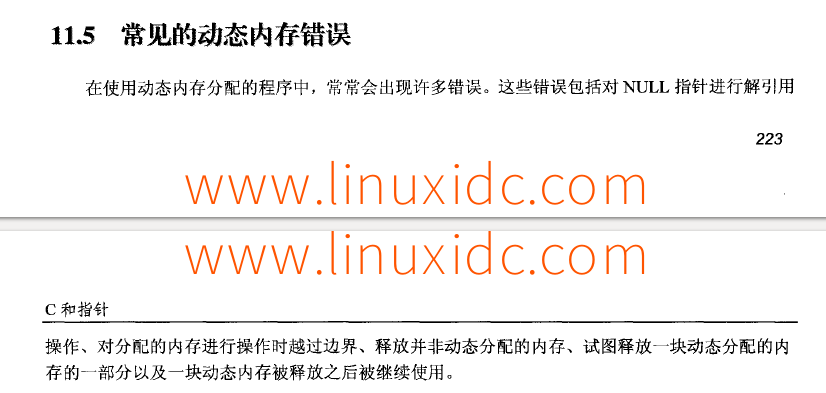 11.5 常见的动态内存错误
在使用动态内存分配的程序中，常常会出现许多错误。这些错误包括对 NULL 指针进行解引用
223
www.linuxidc.com
www.linuxidc.com
C 和指针
操作、对分配的内存进行操作时越过边界、释放并非动态分配的内存、试图释放一块动态分配的内
存的一部分以及一块动态内存被释放之后被继续使用。